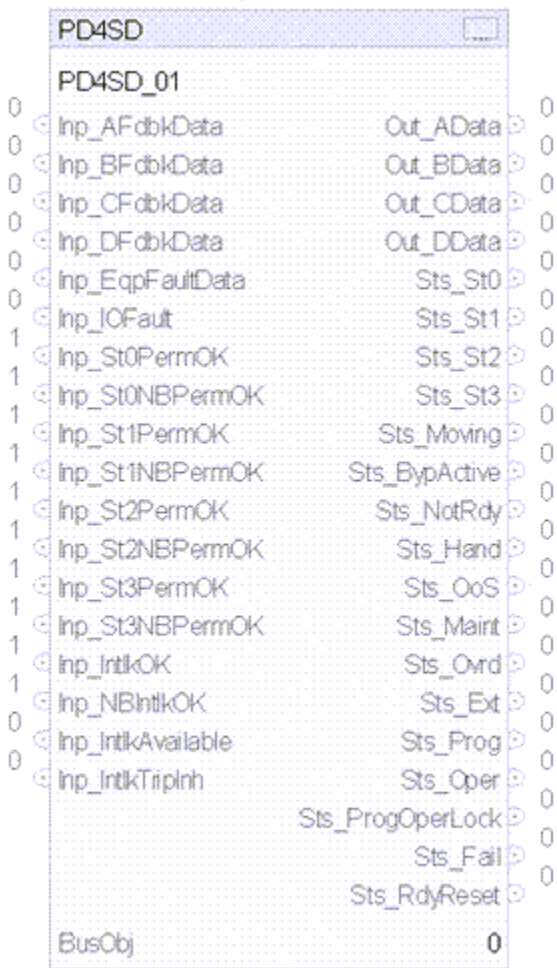 PD4SD ...
PD4SD_01
0 Inp_AFdbkData Out_AData 0
0 Inp_BFdbkData Out_BData 0
0 Inp_CFdbkData Out_CData 0
0 Inp_DFdbkData Out_DData 0
0 Inp_EqpFaultData Sts_St0 0
0 Inp_IOFault Sts_St1 0
1 Inp_St0PermOK Sts_St2 0
1 Inp_St0NBPermOK Sts_St3 0
1 Inp_St1PermOK Sts_Moving 0
1 Inp_St1NBPermOK Sts_BypActive 0
1 Inp_St2PermOK Sts_NotRdy 0
1 Inp_St2NBPermOK Sts_Hand 0
1 Inp_St3PermOK Sts_OoS 0
1 Inp_St3NBPermOK Sts_Maint 0
1 Inp_IntlkOK Sts_Ovrd 0
1 Inp_NBIntlkOK Sts_Ext 0
0 Inp_IntlkAvailable Sts_Prog 0
0 Inp_IntlkTripInh Sts_Oper 0
Sts_ProgOperLock 0
Sts_Fail 0
Sts_RdyReset 0
BusObj 0